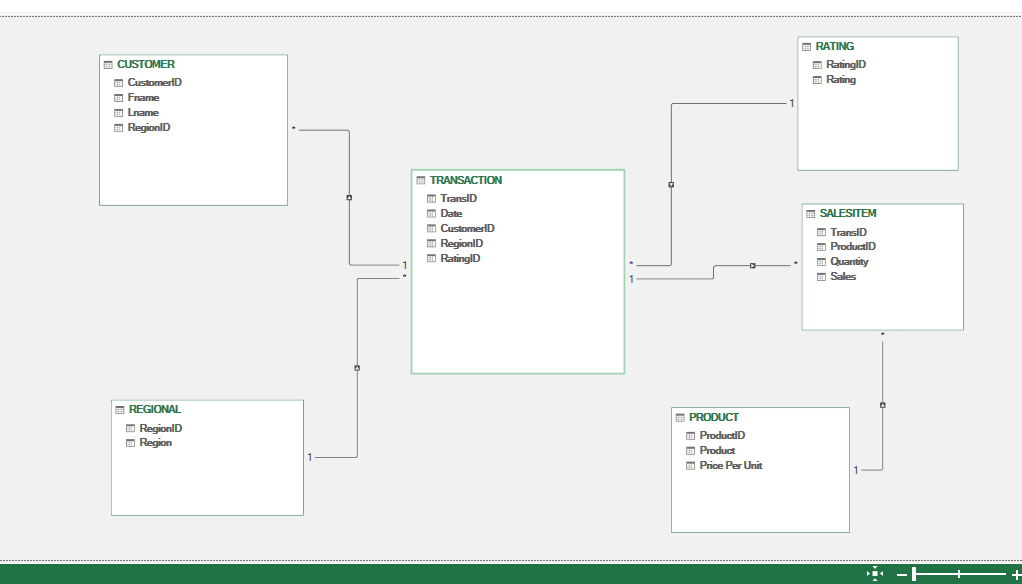 CUSTOMER
CustomerID
Fname
Lname
RegionID
*
RATING
RatingID
Rating
1
TRANSACTION
TransID
Date
CustomerID
RegionID
RatingID
1
*
*
1
SALESITEM
TransID
ProductID
Quantity
Sales
*
*
REGIONAL
RegionID
Region
1
PRODUCT
ProductID
Product
Price Per Unit
1